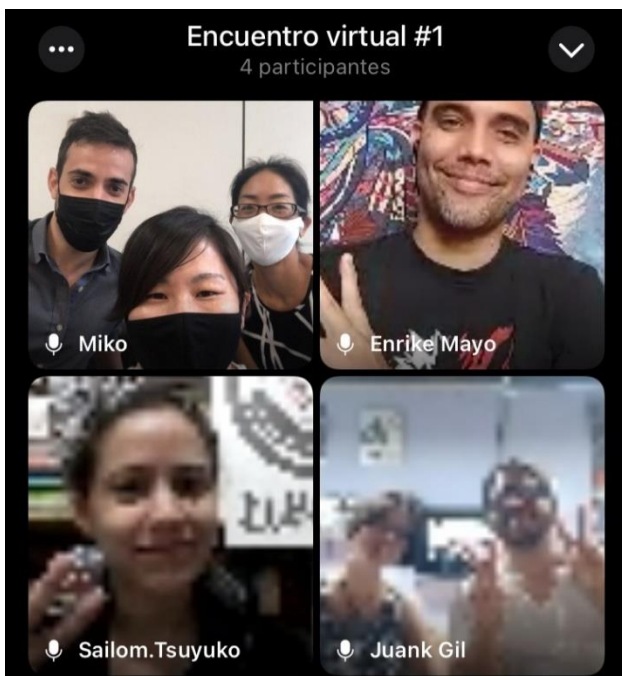 Encuentro virtual #1
4 participantes
Miko
Enrike Mayo
Sailom.Tsuyuko
Juank Gil